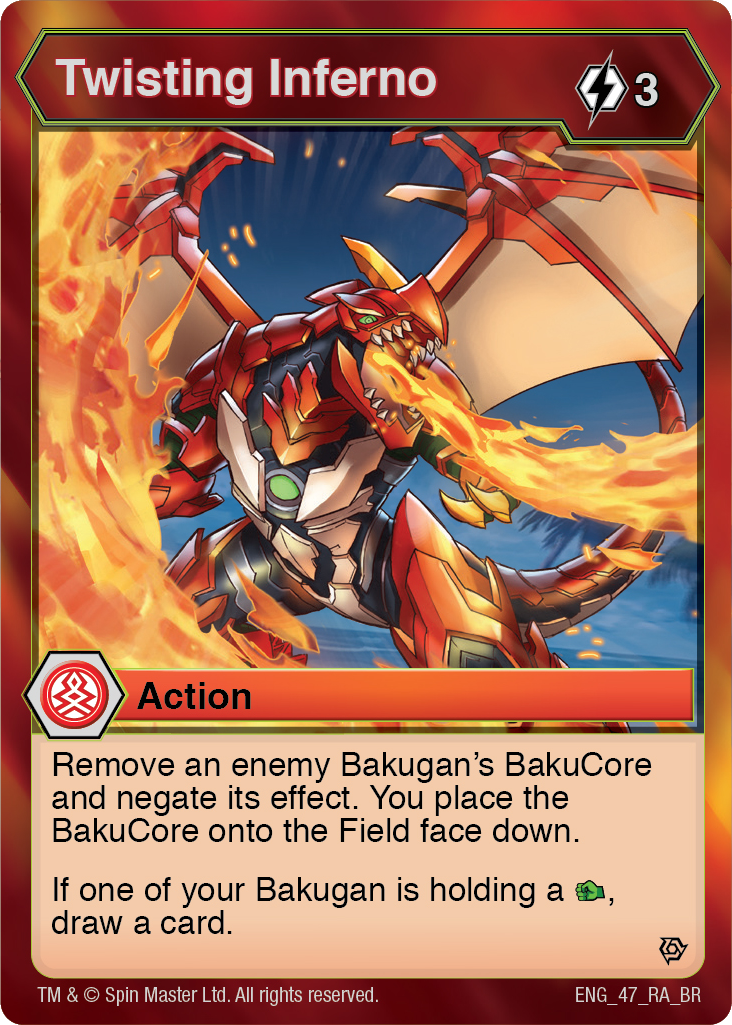 Twisting Inferno
3
Action
Remove an enemy Bakugan’s BakuCore
and negate its effect. You place the
BakuCore onto the Field face down.
If one of your Bakugan is holding a ,
draw a card.
TM & © Spin Master Ltd. All rights reserved.
ENG_47_RA_BR